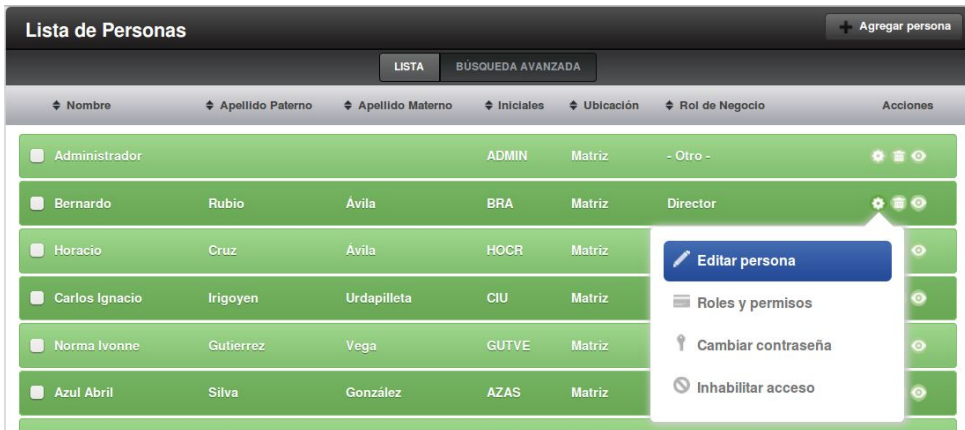 Lista de Personas
Agregar persona
LISTA BÚSQUEDA AVANZADA
Nombre Apellido Paterno Apellido Materno Iniciales Ubicación Rol de Negocio Acciones
Administrador ADMIN Matriz - Otro -
Bernardo Rubio Ávila BRA Matriz Director
Horacio Cruz Ávila HOCR Matriz
Editar persona
Carlos Ignacio Irigoyen Urdapilleta CIU Matriz
Roles y permisos
Norma Ivonne Gutierrez Vega GUTVE Matriz
Cambiar contraseña
Azul Abril Silva González AZAS Matriz
Inhabilitar acceso